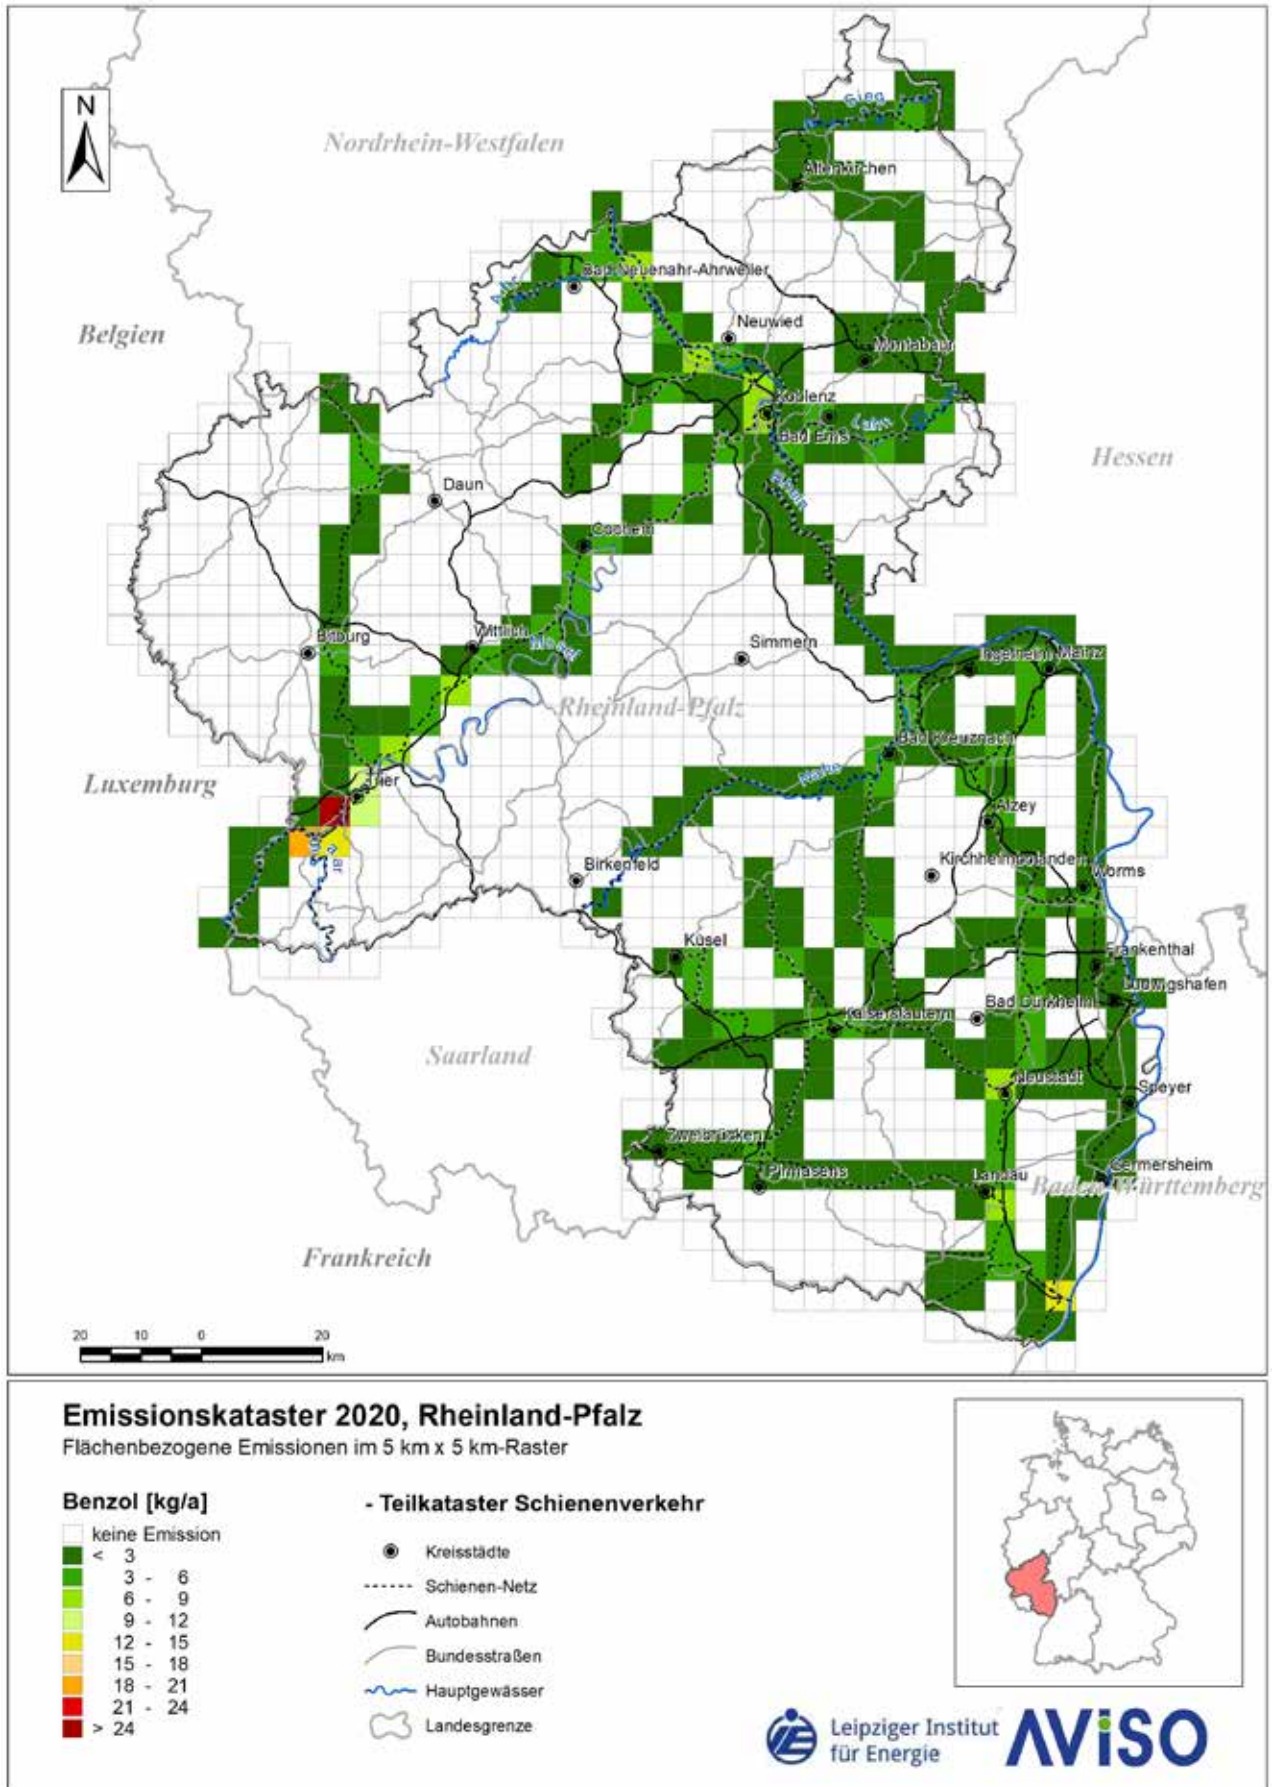 N
Nordrhein-Westfalen
Sieg
Altenkirchen
Bad Neuenahr-Ahrweiler
Ahr
Belgien
Neuwied
Montabaur
Koblenz
Bad Ems
Lahn
Hessen
Rhein
Daun
Cochem
Bitburg
Wittlich
Mosel
Simmern
Ingelheim
Mainz
Rheinland-Pfalz
Bad Kreuznach
Luxemburg
Trier
Nahe
Alzey
Birkenfeld
Kirchheimbolanden
Worms
Kusel
Frankenthal
Ludwigshafen
Bad Dürkheim
Kaiserslautern
Saarland
Neustadt
Speyer
Zweibrücken
Pirmasens
Landau
Germersheim
Baden-Württemberg
Frankreich
20 10 0 20
km
Emissionskataster 2020, Rheinland-Pfalz
Flächenbezogene Emissionen im 5 km x 5 km-Raster
Benzol [kg/a]
keine Emission
< 3
3 - 6
6 - 9
9 - 12
12 - 15
15 - 18
18 - 21
21 - 24
> 24
- Teilkataster Schienenverkehr
Kreisstädte
Schienen-Netz
Autobahnen
Bundesstraßen
Hauptgewässer
Landesgrenze
Leipziger Institut
für Energie
AViSO